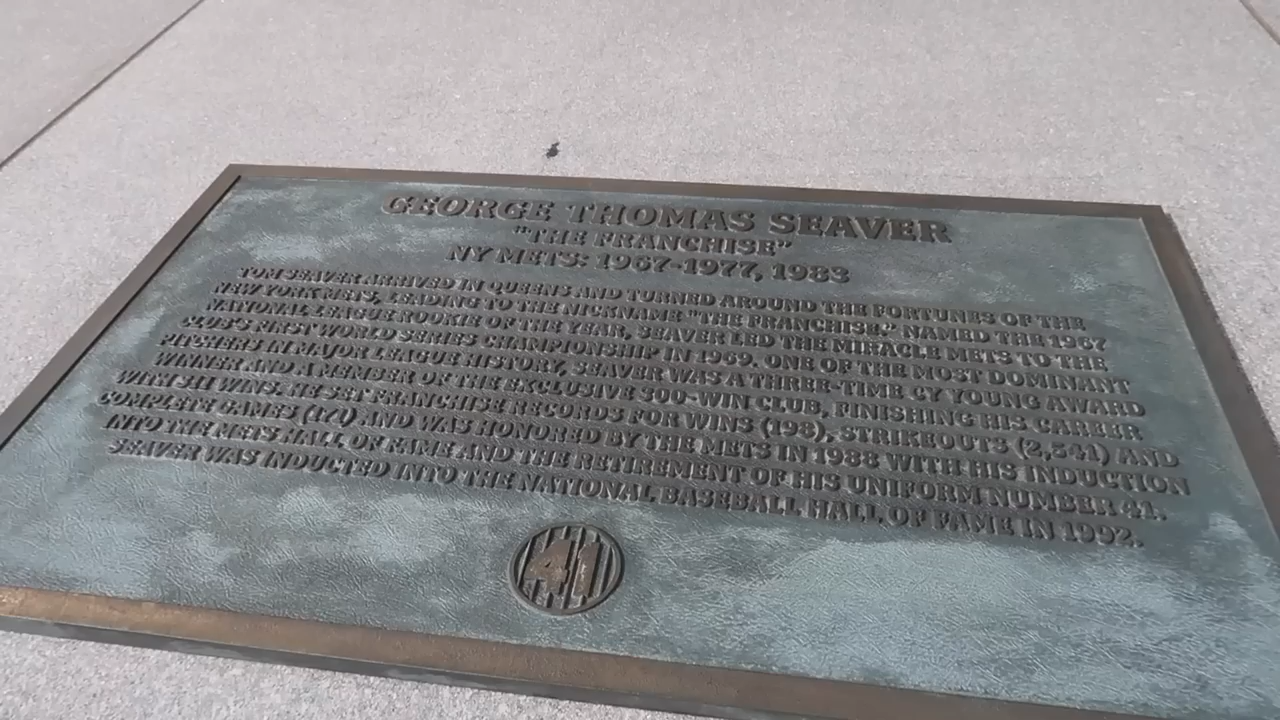 GEORGE THOMAS SEAVER
"THE FRANCHISE"
NY METS: 1967-1977, 1983
TOM SEAVER ARRIVED IN QUEENS AND TURNED AROUND THE FORTUNES OF THE
NEW YORK METS, LEADING TO THE NICKNAME "THE FRANCHISE." NAMED THE 1967
NATIONAL LEAGUE ROOKIE OF THE YEAR, SEAVER LED THE MIRACLE METS TO THE
CLUB'S FIRST WORLD SERIES CHAMPIONSHIP IN 1969. ONE OF THE MOST DOMINANT
PITCHERS IN MAJOR LEAGUE HISTORY, SEAVER WAS A THREE-TIME CY YOUNG AWARD
WINNER AND A MEMBER OF THE EXCLUSIVE 300-WIN CLUB, FINISHING HIS CAREER
WITH 311 WINS. HE SET FRANCHISE RECORDS FOR WINS (198), STRIKEOUTS (2,541) AND
COMPLETE GAMES (171) AND WAS HONORED BY THE METS IN 1988 WITH HIS INDUCTION
INTO THE METS HALL OF FAME AND THE RETIREMENT OF HIS UNIFORM NUMBER 41.
SEAVER WAS INDUCTED INTO THE NATIONAL BASEBALL HALL OF FAME IN 1992.
41